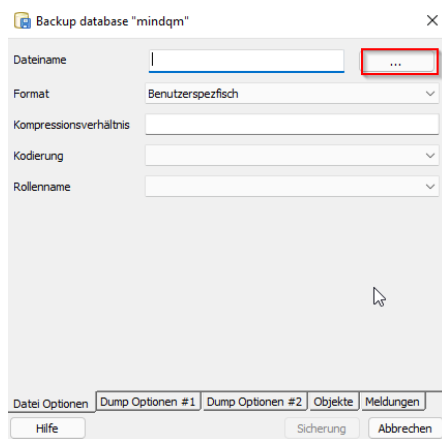 Backup database "mindqm"
Dateiname
...
Format Benutzerspezfisch
Kompressionsverhältnis
Kodierung
Rollenname
Datei Optionen Dump Optionen #1 Dump Optionen #2 Objekte Meldungen
Hilfe Sicherung Abbrechen